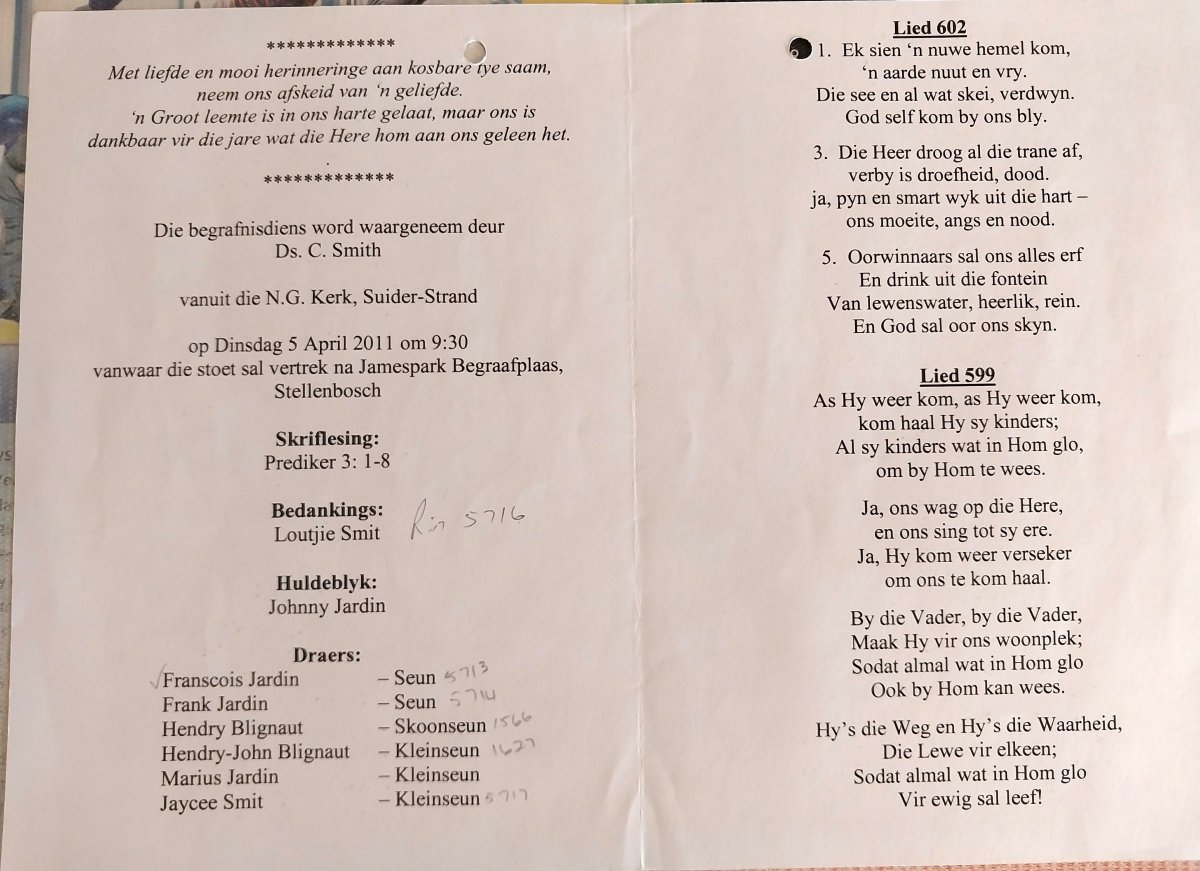 *************
Met liefde en mooi herinneringe aan kosbare tye saam,
neem ons afskeid van ‘n geliefde.
‘n Groot leemte is in ons harte gelaat, maar ons is
dankbaar vir die jare wat die Here hom aan ons geleen het.
*************
Die begrafnisdiens word waargeneem deur
Ds. C. Smith
vanuit die N.G. Kerk, Suider-Strand
op Dinsdag 5 April 2011 om 9:30
vanwaar die stoet sal vertrek na Jamespark Begraafplaas,
Stellenbosch
Skriflesing:
Prediker 3: 1-8
Bedankings:
Loutjie Smit 5716
Huldeblyk:
Johnny Jardin
Draers:
Franscois Jardin – Seun 5713
Frank Jardin – Seun 5714
Hendry Blignaut – Skoonseun 1566
Hendry-John Blignaut – Kleinseun 1627
Marius Jardin – Kleinseun
Jaycee Smit – Kleinseun 5717
Lied 602
1. Ek sien ‘n nuwe hemel kom,
‘n aarde nuut en vry.
Die see en al wat skei, verdwyn.
God self kom by ons bly.
3. Die Heer droog al die trane af,
verby is droefheid, dood.
ja, pyn en smart wyk uit die hart –
ons moeite, angs en nood.
5. Oorwinnaars sal ons alles erf
En drink uit die fontein
Van lewenswater, heerlik, rein.
En God sal oor ons skyn.
Lied 599
As Hy weer kom, as Hy weer kom,
kom haal Hy sy kinders;
Al sy kinders wat in Hom glo,
om by Hom te wees.
Ja, ons wag op die Here,
en ons sing tot sy ere.
Ja, Hy kom weer verseker
om ons te kom haal.
By die Vader, by die Vader,
Maak Hy vir ons woonplek;
Sodat almal wat in Hom glo
Ook by Hom kan wees.
Hy’s die Weg en Hy’s die Waarheid,
Die Lewe vir elkeen;
Sodat almal wat in Hom glo
Vir ewig sal leef!